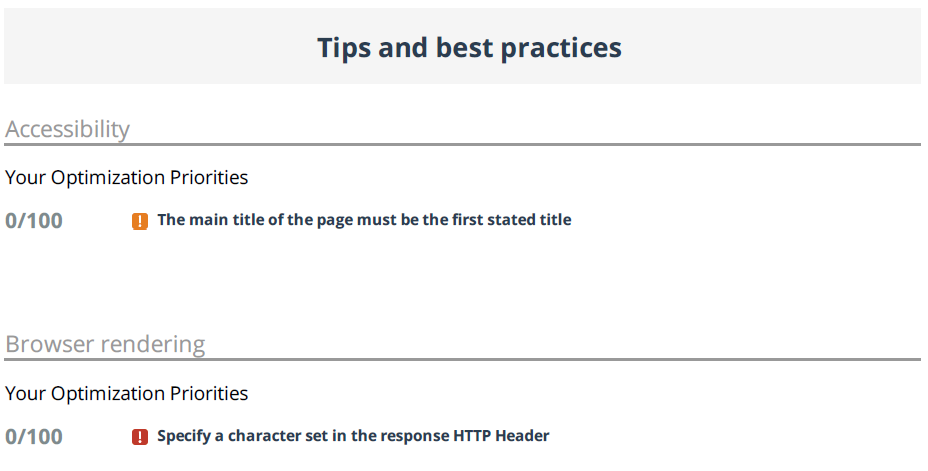 Tips and best practices
Accessibility
Your Optimization Priorities
0/100 The main title of the page must be the first stated title
Browser rendering
Your Optimization Priorities
0/100 Specify a character set in the response HTTP Header